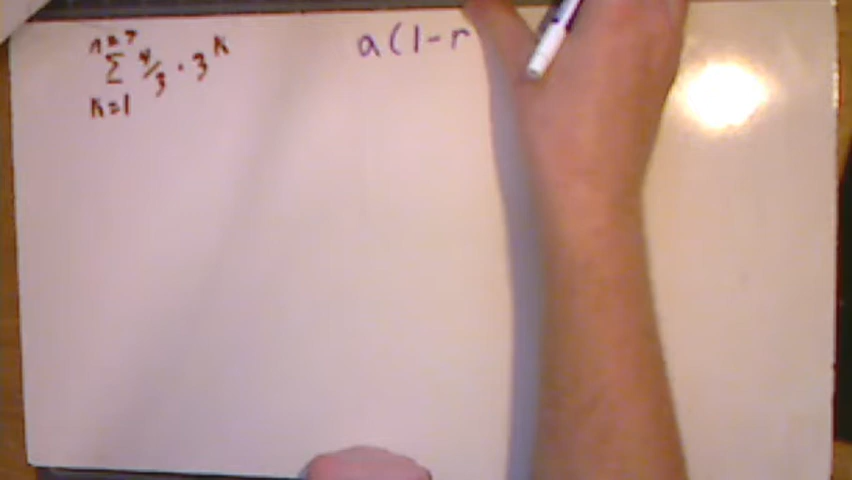 n=7
Σ 4/3 · 3^k
k=1
a(1-r